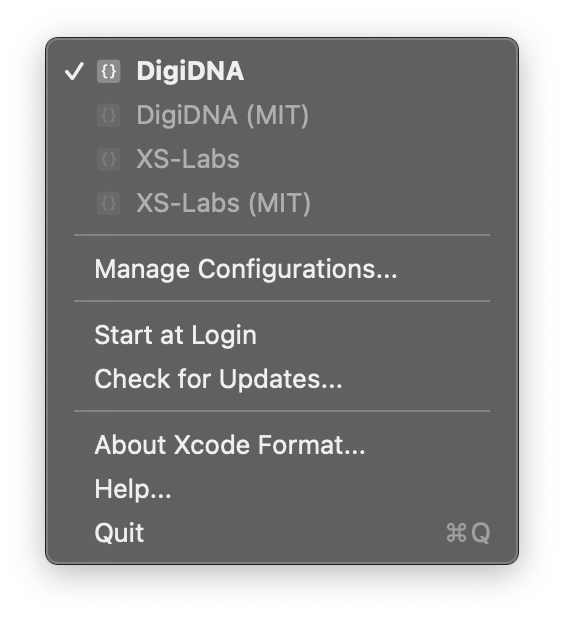 DigiDNA
DigiDNA (MIT)
XS-Labs
XS-Labs (MIT)
Manage Configurations...
Start at Login
Check for Updates...
About Xcode Format...
Help...
Quit ⌘Q